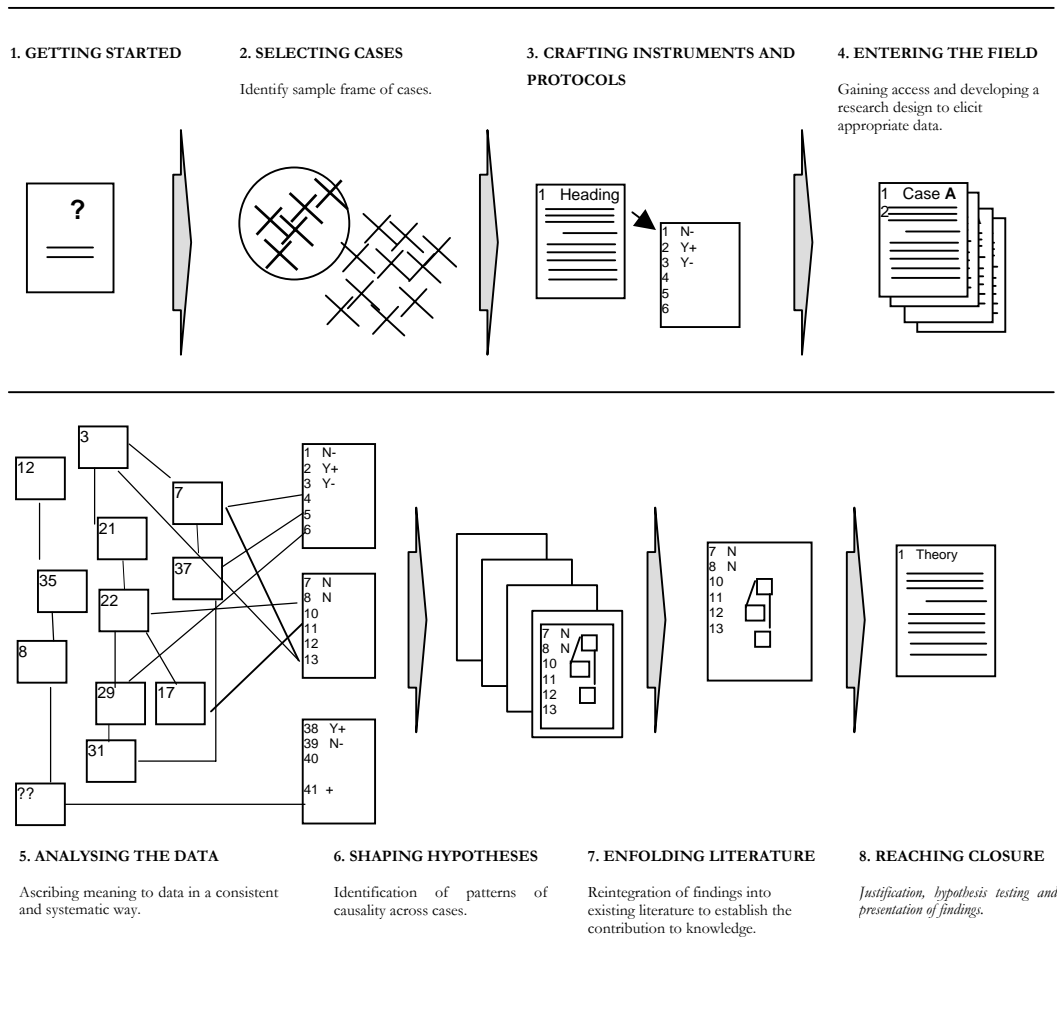 1. GETTING STARTED
2. SELECTING CASES
Identify sample frame of cases.
3. CRAFTING INSTRUMENTS AND
PROTOCOLS
4. ENTERING THE FIELD
Gaining access and developing a
research design to elicit
appropriate data.
?
1 Heading
1 N-
2 Y+
3 Y-
4
5
6
1 Case A
2
3
12
7
21
37
35
22
8
29
17
31
??
1 N-
2 Y+
3 Y-
4
5
6
7 N
8 N
10
11
12
13
38 Y+
39 N-
40
41 +
7 N
8 N
10
11
12
13
7 N
8 N
10
11
12
13
1 Theory
5. ANALYSING THE DATA
Ascribing meaning to data in a consistent
and systematic way.
6. SHAPING HYPOTHESES
Identification of patterns of
causality across cases.
7. ENFOLDING LITERATURE
Reintegration of findings into
existing literature to establish the
contribution to knowledge.
8. REACHING CLOSURE
Justification, hypothesis testing and
presentation of findings.